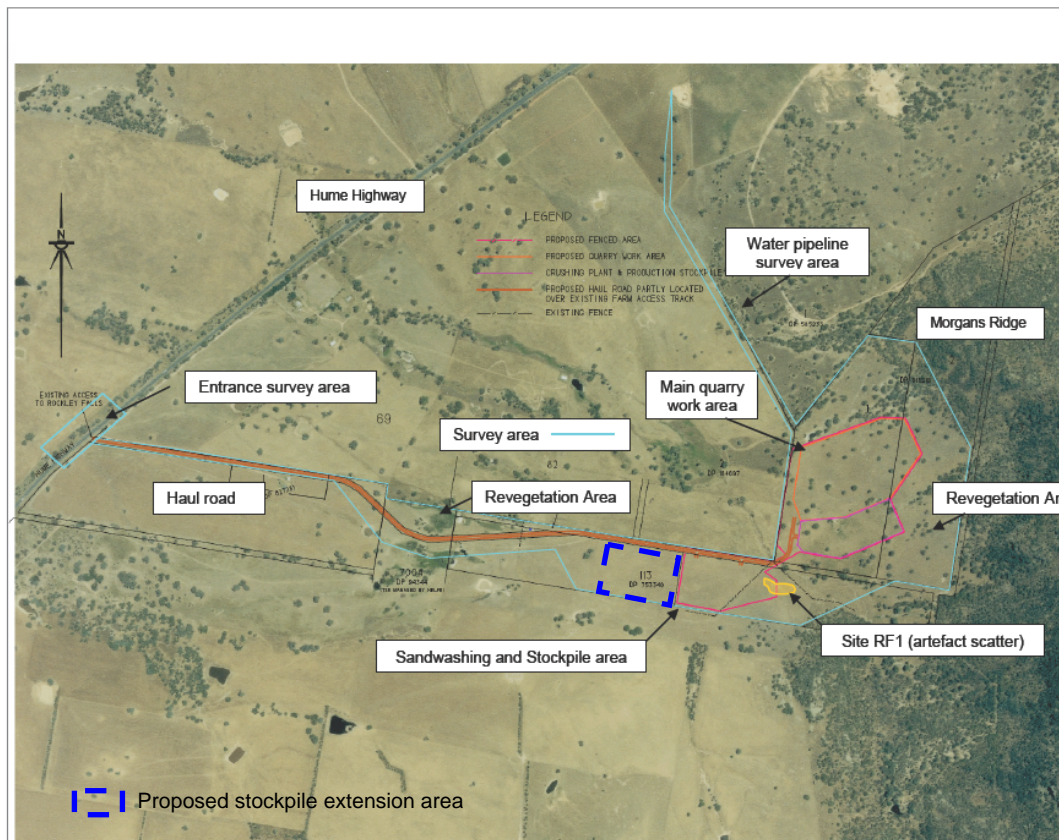 Hume Highway
LEGEND
PROPOSED FENCED AREA
PROPOSED QUARRY WORK AREA
CRUSHING PLANT & PRODUCTION STOCKPILE
PROPOSED HAUL ROAD PARTLY LOCATED
OVER EXISTING FARM ACCESS TRACK
EXISTING FENCE
N
Water pipeline
survey area
Morgans Ridge
Main quarry
work area
Entrance survey area
EXISTING ACCESS
TO ROCKLEY FALLS
69
Survey area
82
Haul road
Revegetation Area
Revegetation Ar
113
Sandwashing and Stockpile area
Site RF1 (artefact scatter)
Proposed stockpile extension area